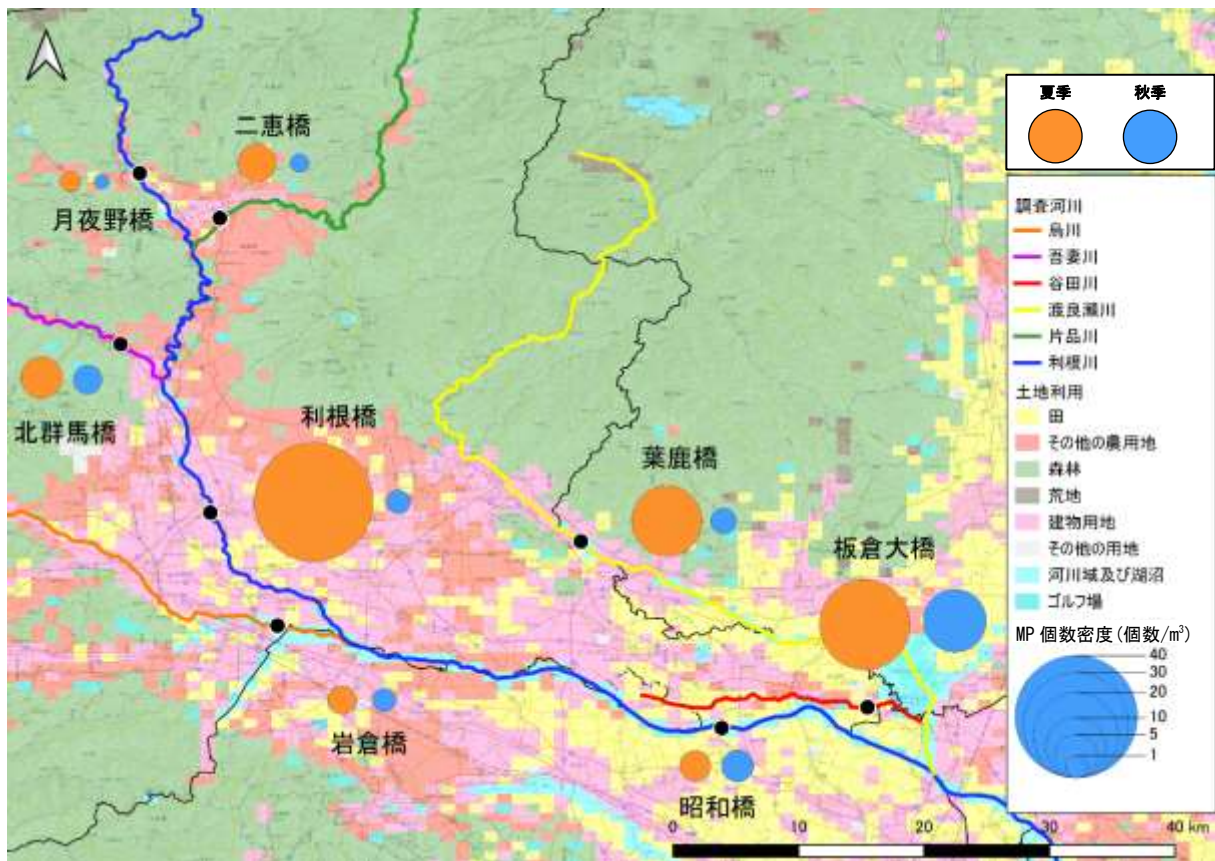 夏季 秋季
二恵橋
月夜野橋
調査河川
烏川
吾妻川
谷田川
渡良瀬川
片品川
利根川
北群馬橋
利根橋
葉鹿橋
板倉大橋
土地利用
田
その他の農用地
森林
荒地
建物用地
その他の用地
河川域及び湖沼
ゴルフ場
MP 個数密度(個数/m³)
40
30
20
10
5
1
岩倉橋
昭和橋
0 10 20 30 40 km